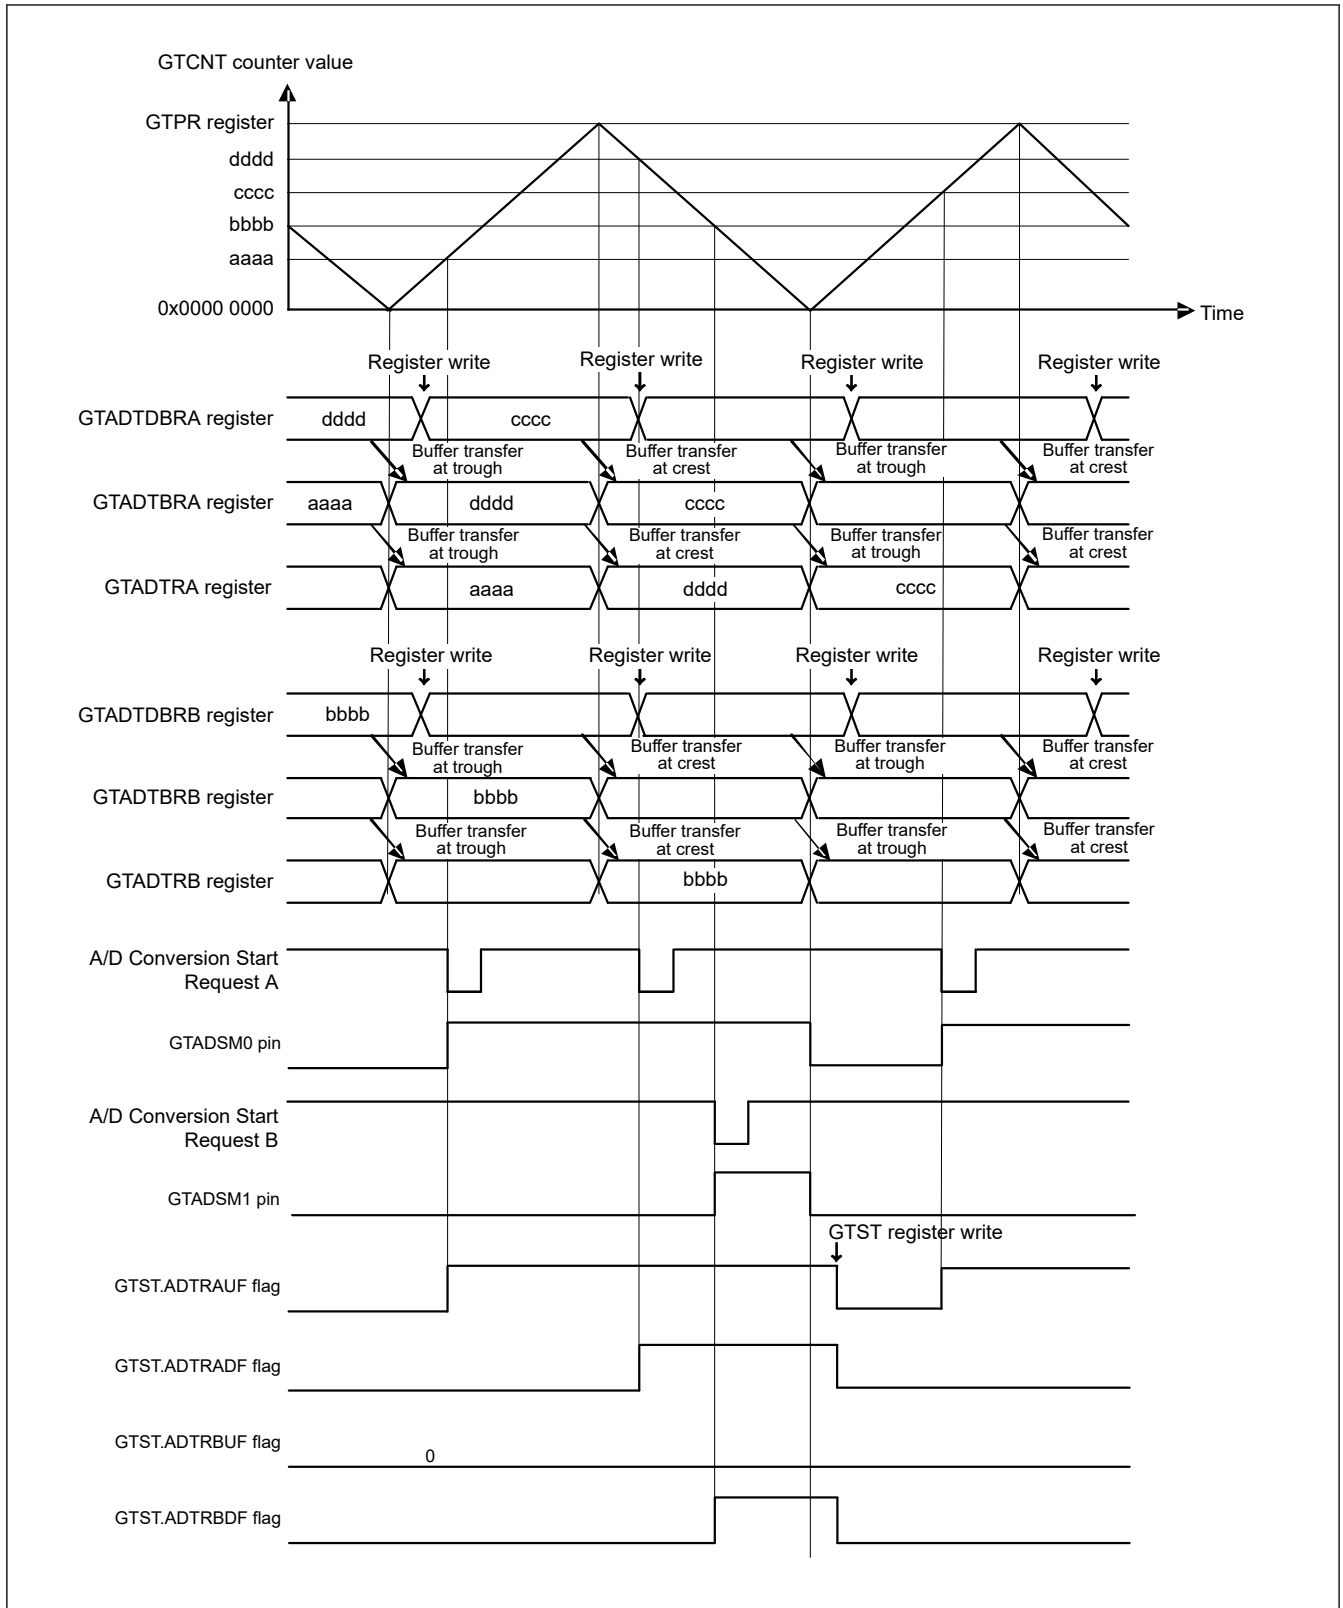 GTCNT counter value
GTPR register
dddd
cccc
bbbb
aaaa
0x0000 0000
Time
Register write
Register write
Register write
Register write
GTADTDBRA register
dddd
cccc
Buffer transfer
at trough
Buffer transfer
at crest
Buffer transfer
at trough
Buffer transfer
at crest
GTADTBRA register
aaaa
dddd
cccc
Buffer transfer
at trough
Buffer transfer
at crest
Buffer transfer
at trough
Buffer transfer
at crest
GTADTRA register
aaaa
dddd
cccc
Register write
Register write
Register write
Register write
GTADTDBRB register
bbbb
Buffer transfer
at trough
Buffer transfer
at crest
Buffer transfer
at trough
Buffer transfer
at crest
GTADTBRB register
bbbb
Buffer transfer
at trough
Buffer transfer
at crest
Buffer transfer
at trough
Buffer transfer
at crest
GTADTRB register
bbbb
A/D Conversion Start
Request A
GTADSM0 pin
A/D Conversion Start
Request B
GTADSM1 pin
GTST register write
GTST.ADTRAUF flag
GTST.ADTRADF flag
GTST.ADTRBUF flag
0
GTST.ADTRBDF flag